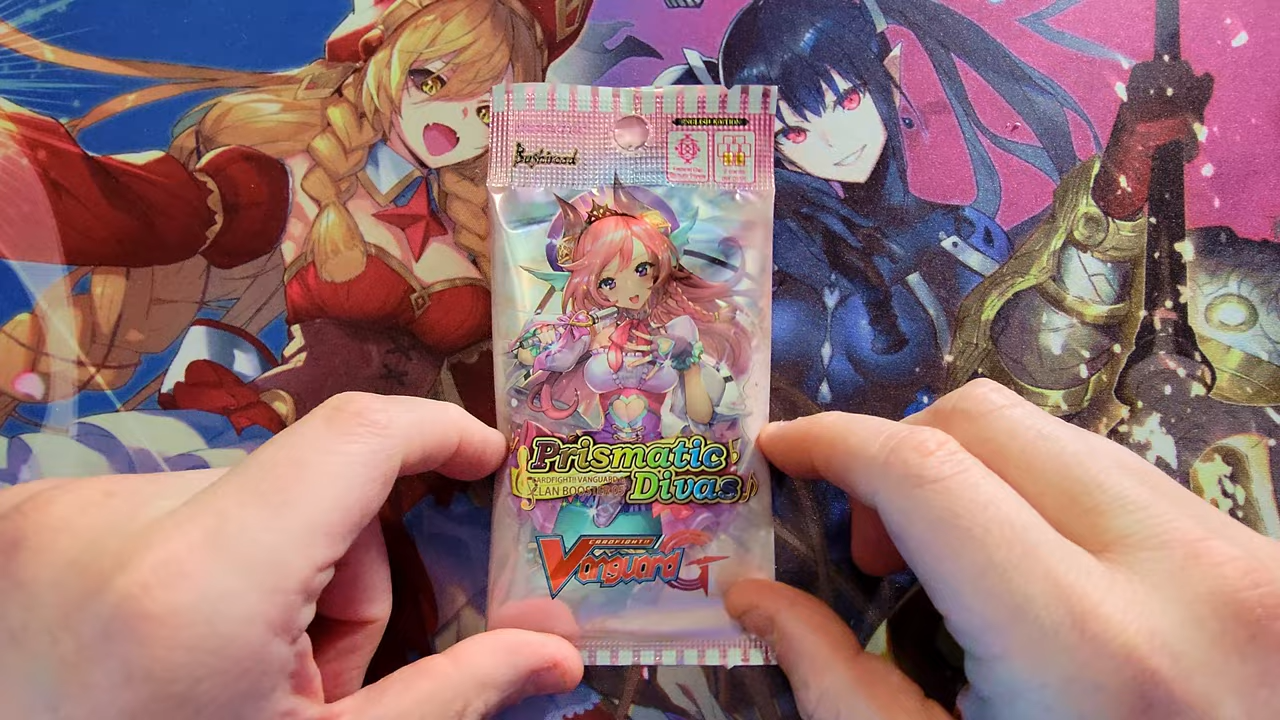 ENGLISH EDITION
Bushiroad
Prismatic
CARDFIGHT!! VANGUARD G
CLAN BOOSTER
Divas
CARDFIGHT!!
Vanguard G